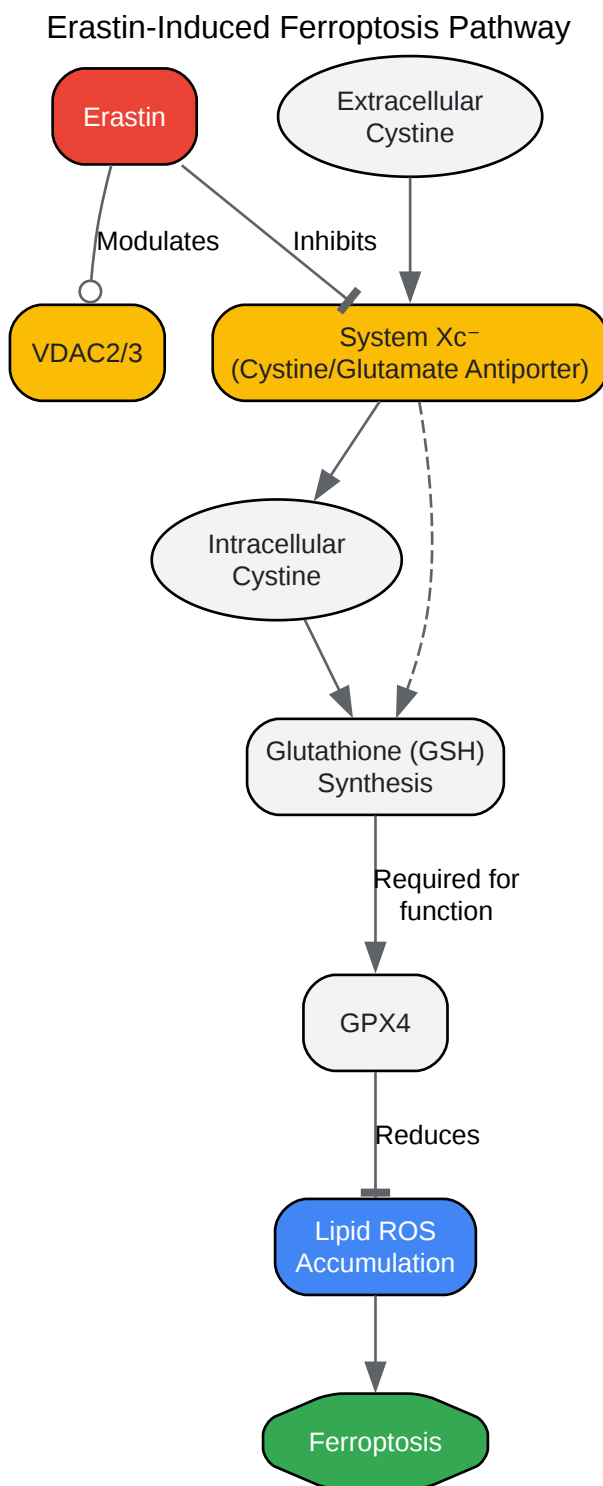 Erastin-Induced Ferroptosis Pathway
Erastin
Extracellular
Cystine
Modulates
Inhibits
VDAC2/3
System Xc⁻
(Cystine/Glutamate Antiporter)
Intracellular
Cystine
Glutathione (GSH)
Synthesis
Required for
function
GPX4
Reduces
Lipid ROS
Accumulation
Ferroptosis